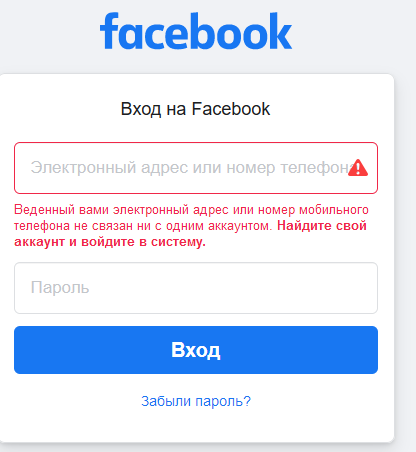 facebook
Вход на Facebook
Электронный адрес или номер телефона
Веденный вами электронный адрес или номер мобильного
телефона не связан ни с одним аккаунтом. Найдите свой
аккаунт и войдите в систему.
Пароль
Вход
Забыли пароль?